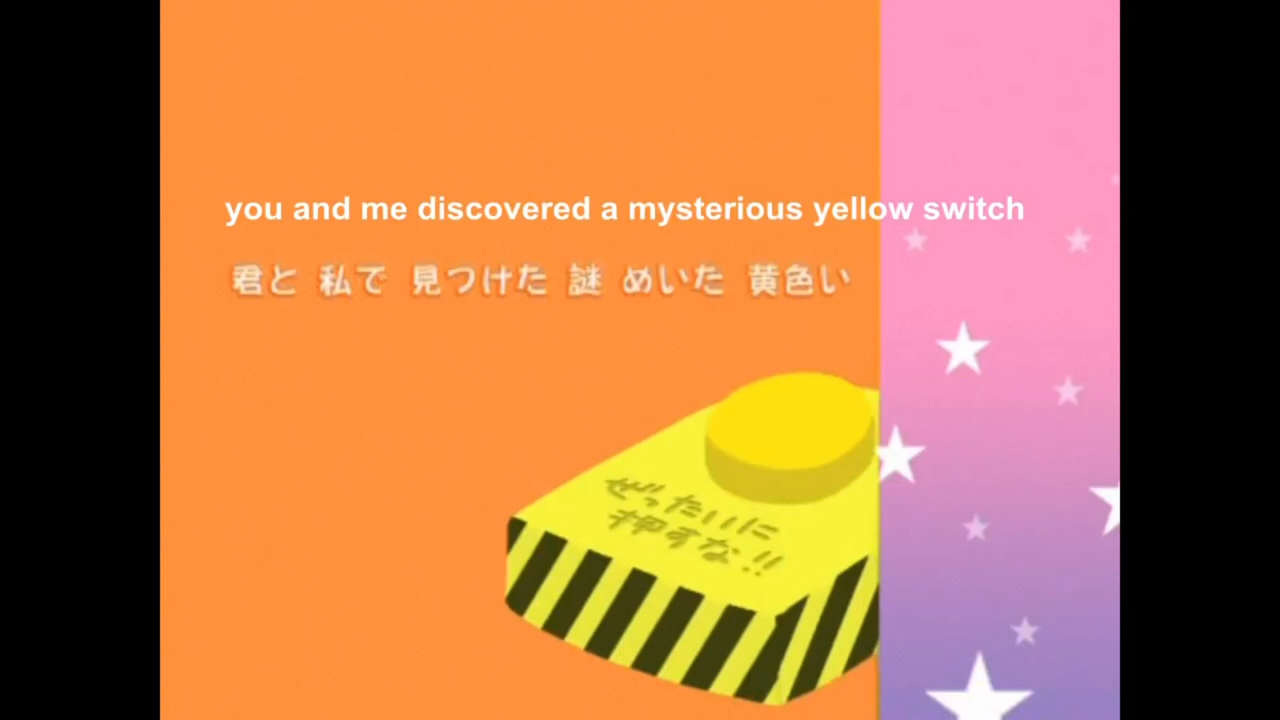 you and me discovered a mysterious yellow switch
君と 私で 見つけた 謎 めいた 黄色い
ぜったいに
押すな!!